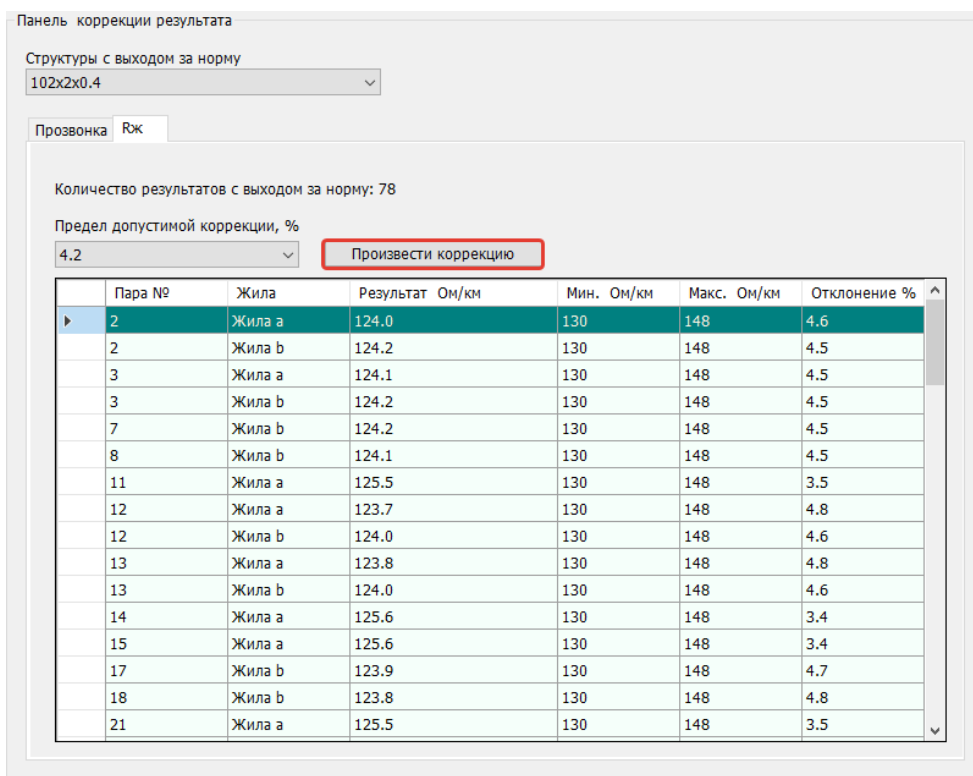 Панель коррекции результата
Структуры с выходом за норму
102х2х0.4
Прозвонка Rж
Количество результатов с выходом за норму: 78
Предел допустимой коррекции, %
4.2 Произвести коррекцию
Пара № Жила Результат Ом/км Мин. Ом/км Макс. Ом/км Отклонение %
2 Жила a 124.0 130 148 4.6
2 Жила b 124.2 130 148 4.5
3 Жила a 124.1 130 148 4.5
3 Жила b 124.2 130 148 4.5
7 Жила b 124.2 130 148 4.5
8 Жила b 124.1 130 148 4.5
11 Жила a 125.5 130 148 3.5
12 Жила a 123.7 130 148 4.8
12 Жила b 124.0 130 148 4.6
13 Жила a 123.8 130 148 4.8
13 Жила b 124.0 130 148 4.6
14 Жила a 125.6 130 148 3.4
15 Жила a 125.6 130 148 3.4
17 Жила b 123.9 130 148 4.7
18 Жила b 123.8 130 148 4.8
21 Жила a 125.5 130 148 3.5